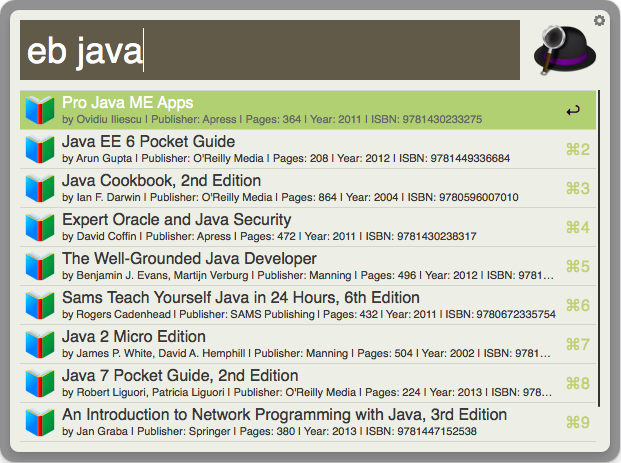 eb java
Pro Java ME Apps
by Ovidiu Iliescu I Publisher: Apress I Pages: 364 I Year: 2011 I ISBN: 9781430233275
Java EE 6 Pocket Guide
by Arun Gupta I Publisher: O'Reilly Media I Pages: 208 I Year: 2012 I ISBN: 9781449336684
⌘2
Java Cookbook, 2nd Edition
by Ian F. Darwin I Publisher: O'Reilly Media I Pages: 864 I Year: 2004 I ISBN: 9780596007010
⌘3
Expert Oracle and Java Security
by David Coffin I Publisher: Apress I Pages: 472 I Year: 2011 I ISBN: 9781430238317
⌘4
The Well-Grounded Java Developer
by Benjamin J. Evans, Martijn Verburg I Publisher: Manning I Pages: 496 I Year: 2012 I ISBN: 9781...
⌘5
Sams Teach Yourself Java in 24 Hours, 6th Edition
by Rogers Cadenhead I Publisher: SAMS Publishing I Pages: 432 I Year: 2011 I ISBN: 9780672335754
⌘6
Java 2 Micro Edition
by James P. White, David A. Hemphill I Publisher: Manning I Pages: 504 I Year: 2002 I ISBN: 9781...
⌘7
Java 7 Pocket Guide, 2nd Edition
by Robert Liguori, Patricia Liguori I Publisher: O'Reilly Media I Pages: 224 I Year: 2013 I ISBN: 978...
⌘8
An Introduction to Network Programming with Java, 3rd Edition
by Jan Graba I Publisher: Springer I Pages: 380 I Year: 2013 I ISBN: 9781447152538
⌘9